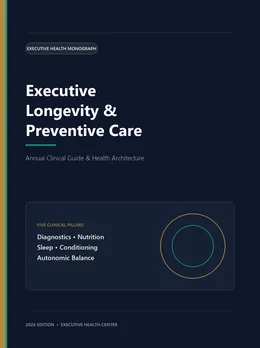 EXECUTIVE HEALTH MONOGRAPH
Executive
Longevity &
Preventive Care
Annual Clinical Guide & Health Architecture
FIVE CLINICAL PILLARS
Diagnostics • Nutrition
Sleep • Conditioning
Autonomic Balance
2026 EDITION • EXECUTIVE HEALTH CENTER